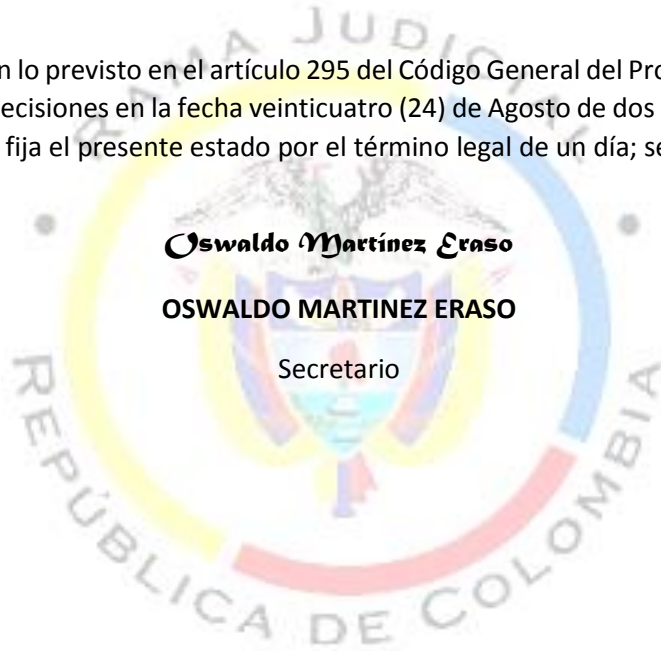 RAMA JUDICIAL
n lo previsto en el artículo 295 del Código General del Pro
ecisiones en la fecha veinticuatro (24) de Agosto de dos
fija el presente estado por el término legal de un día; se
Oswaldo Martínez Eraso
OSWALDO MARTINEZ ERASO
Secretario
REPÚBLICA DE COLOMBIA